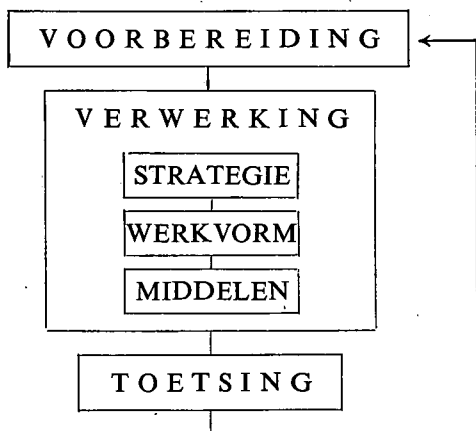 VOORBEREIDING
VERWERKING
STRATEGIE
WERKVORM
MIDDELEN
TOETSING